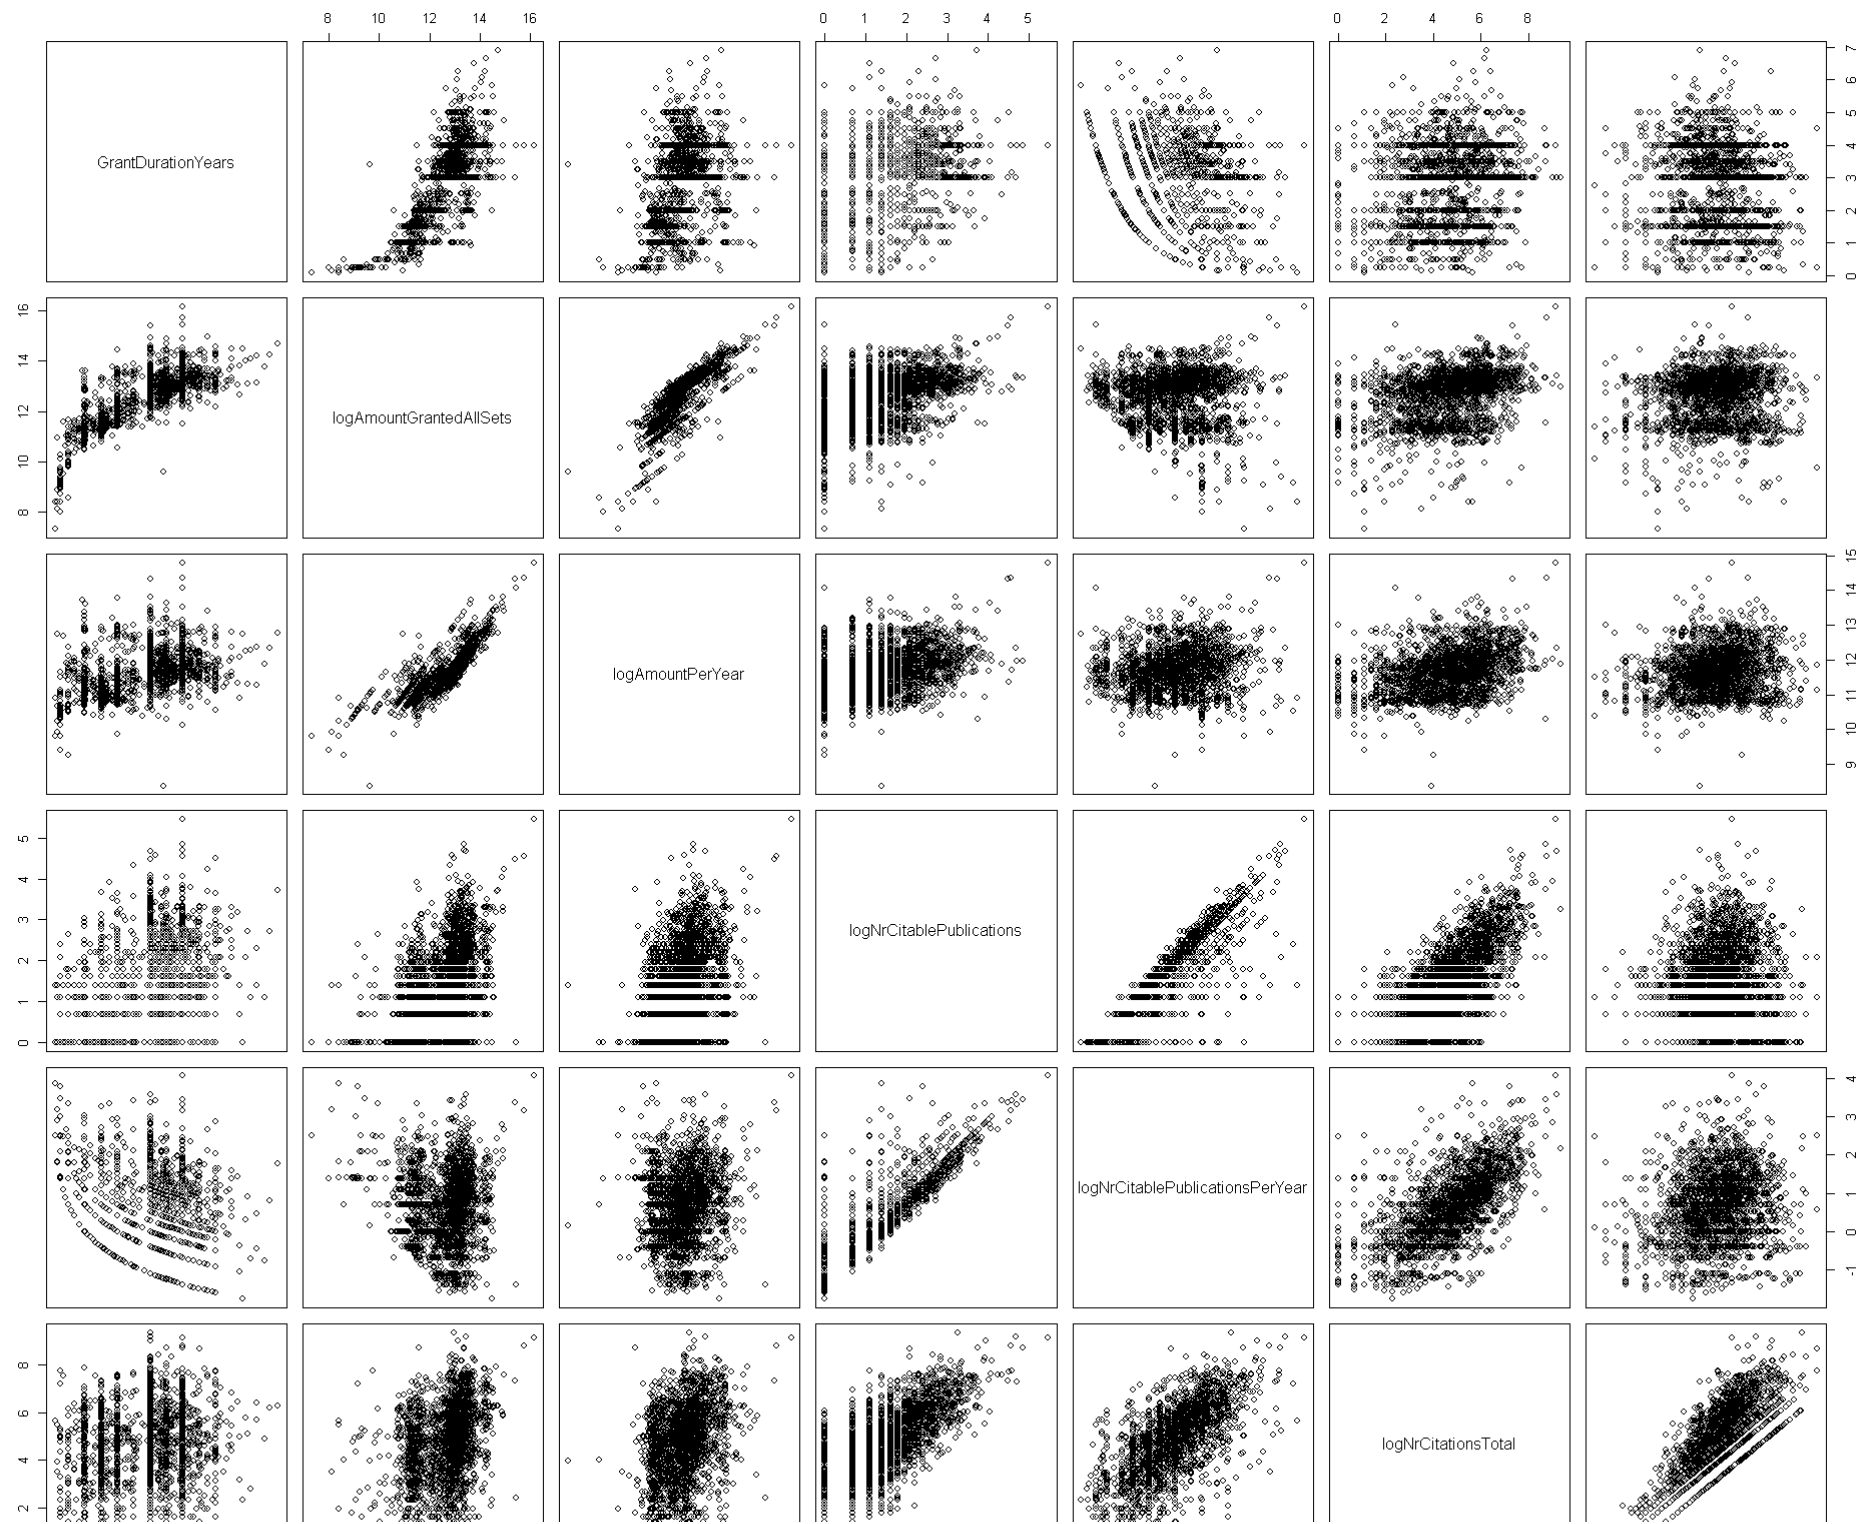 8 10 12 14 16 0 1 2 3 4 5 0 2 4 6 8
GrantDurationYears
0 1 2 3 4 5 6 7
8 10 12 14 16
logAmountGrantedAllSets
logAmountPerYear
9 10 11 12 13 14 15
0 1 2 3 4 5
logNrCitablePublications
logNrCitablePublicationsPerYear
-1 0 1 2 3 4
2 4 6 8
logNrCitationsTotal